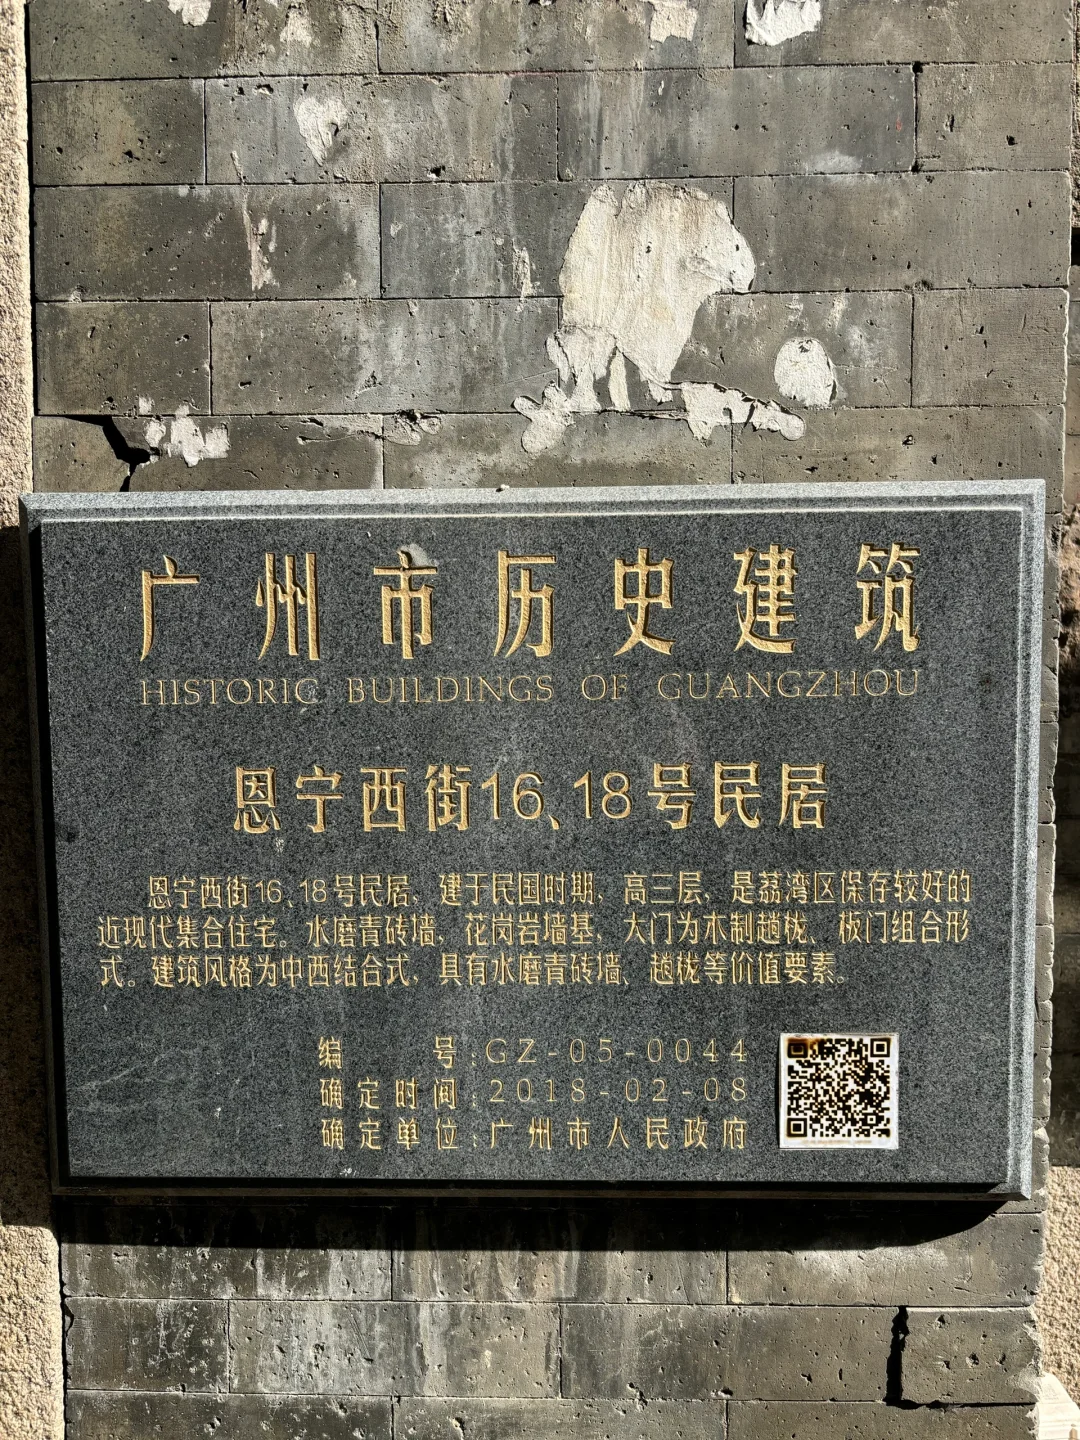 广州市历史建筑
HISTORIC BUILDINGS OF GUANGZHOU
恩宁西街16、18号民居
恩宁西街16、18号民居，建于民国时期，高三层，是荔湾区保存较好的
近现代集合住宅。水磨青砖墙，花岗岩墙基，大门为木制趟栊、板门组合形
式。建筑风格为中西结合式，具有水磨青砖墙、趟栊等价值要素。
编号：GZ-05-0044
确定时间：2018-02-08
确定单位：广州市人民政府